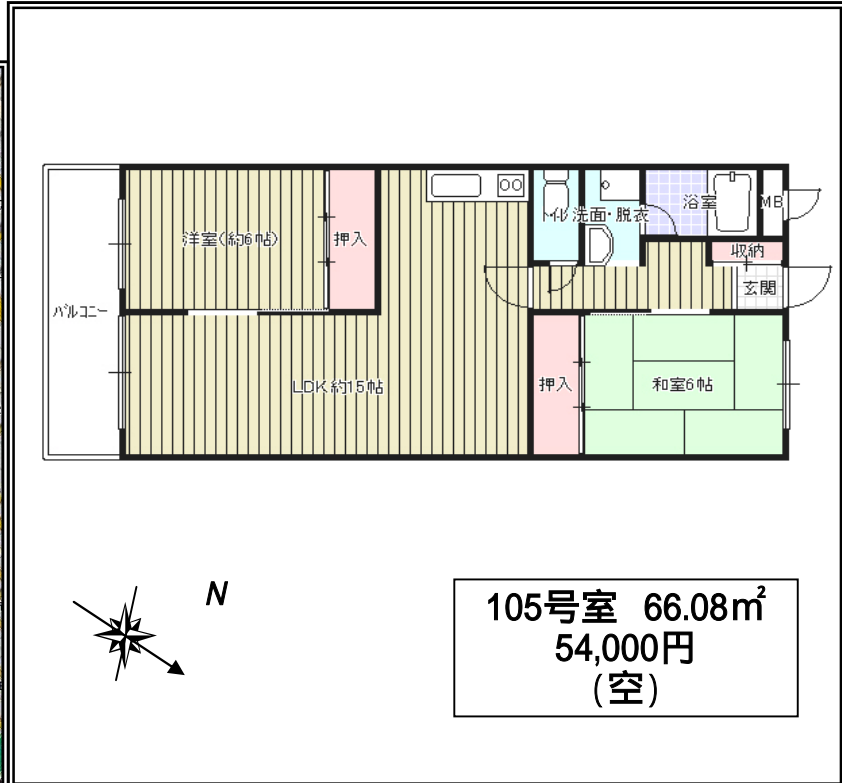 洋室(約6帖)
押入
トイレ
洗面・脱衣
浴室
MB
収納
玄関
バルコニー
LDK 約15帖
押入
和室6帖
N
105号室 66.08㎡
54,000円
(空)